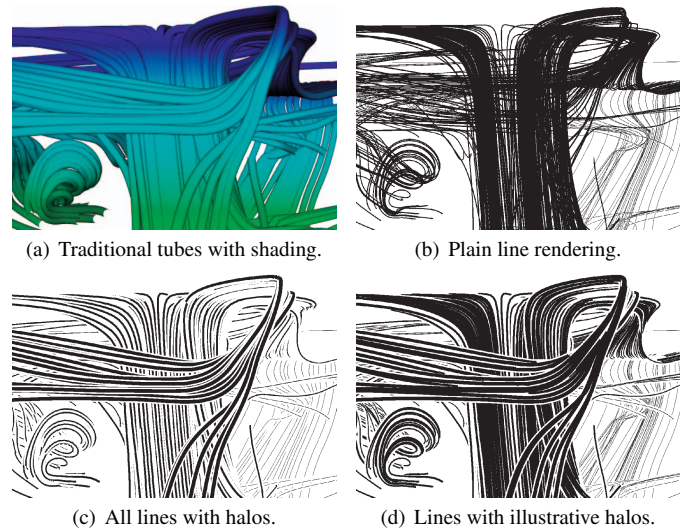 (a) Traditional tubes with shading.
(b) Plain line rendering.
(c) All lines with halos.
(d) Lines with illustrative halos.